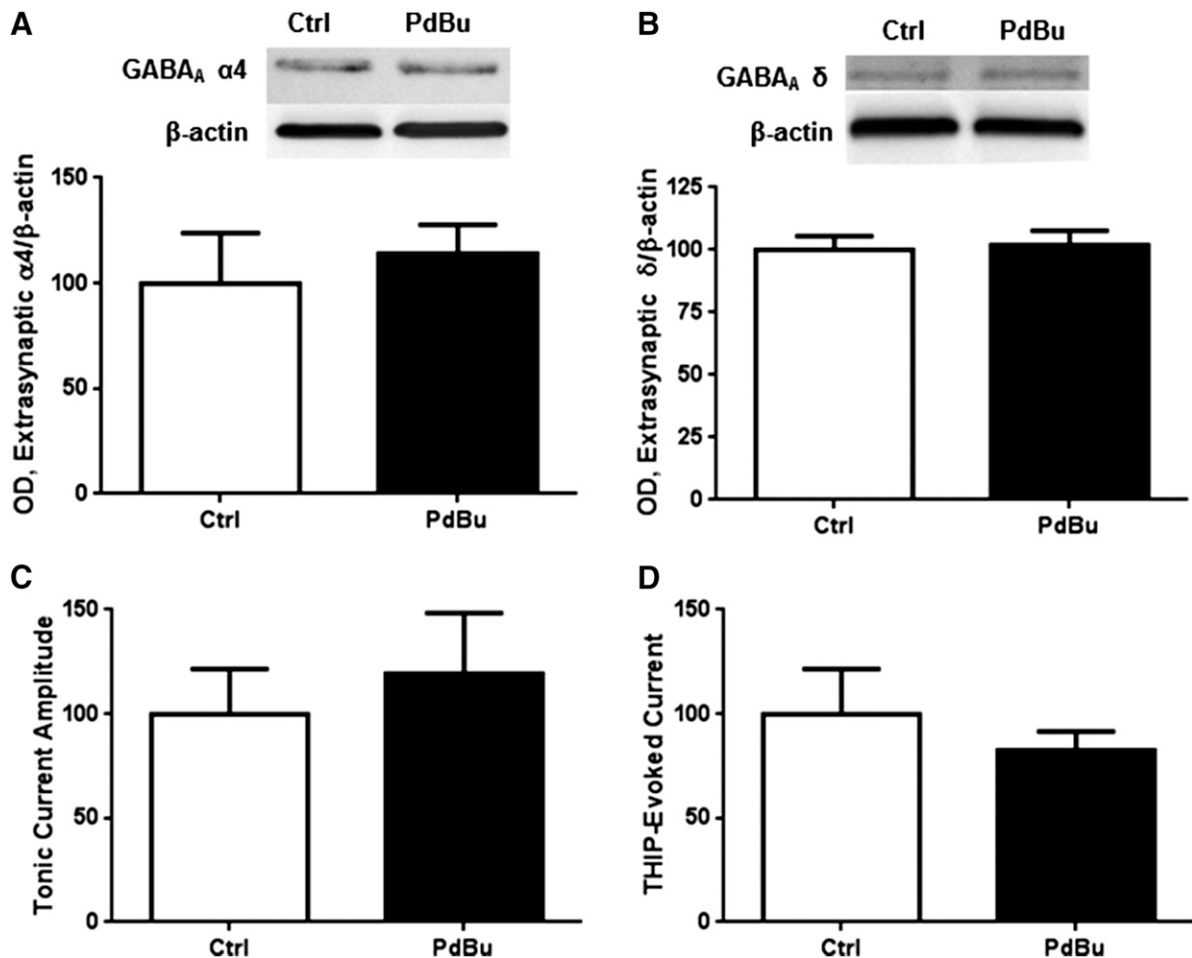 A
Ctrl PdBu
GABAA α4
β-actin
OD, Extrasynaptic α4/β-actin
150
100
50
0
Ctrl PdBu
B
Ctrl PdBu
GABAA δ
β-actin
OD, Extrasynaptic δ/β-actin
125
100
75
50
25
0
Ctrl PdBu
C
Tonic Current Amplitude
150
100
50
0
Ctrl PdBu
D
THIP-Evoked Current
150
100
50
0
Ctrl PdBu